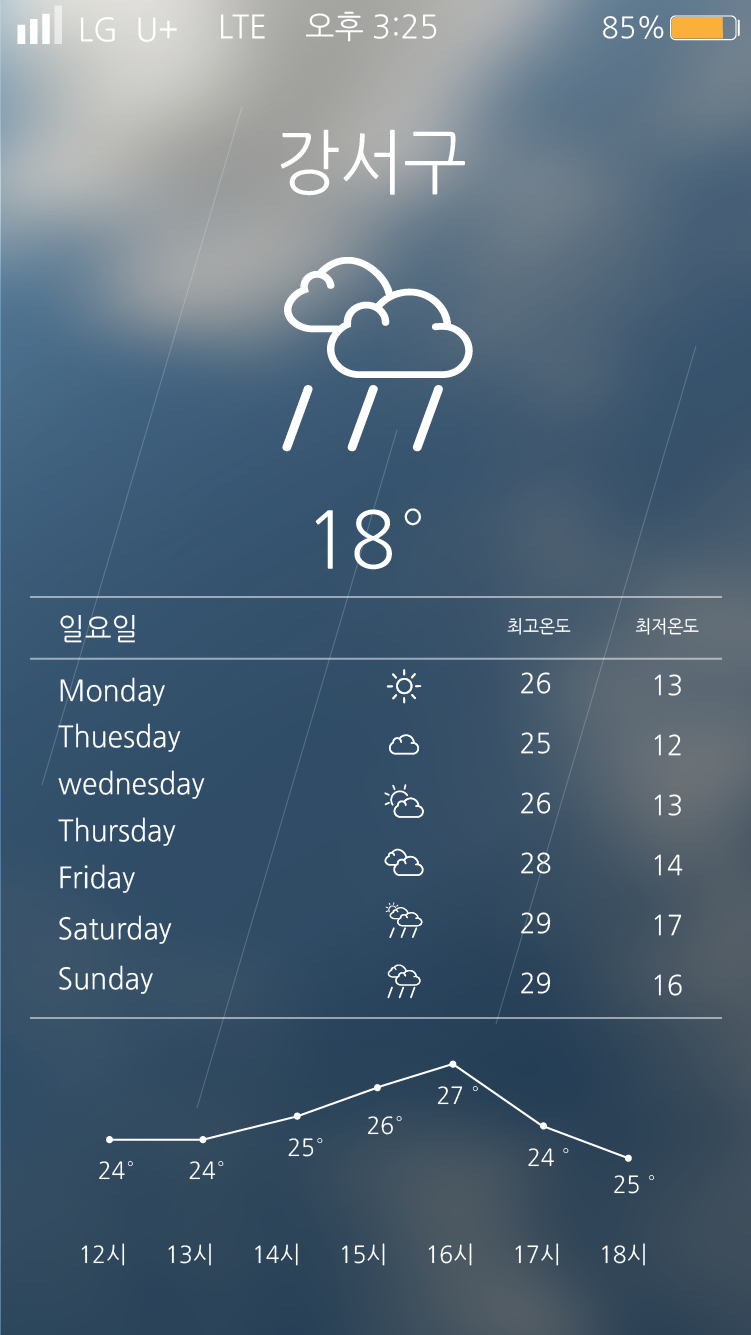 LG U+ LTE 오후 3:25 85%
강서구
18°
일요일 최고온도 최저온도
Monday 26 13
Thuesday 25 12
wednesday 26 13
Thursday 28 14
Friday 29 17
Saturday 29 16
Sunday
27 °
26°
25°
24° 24° 24 °
25 °
12시 13시 14시 15시 16시 17시 18시